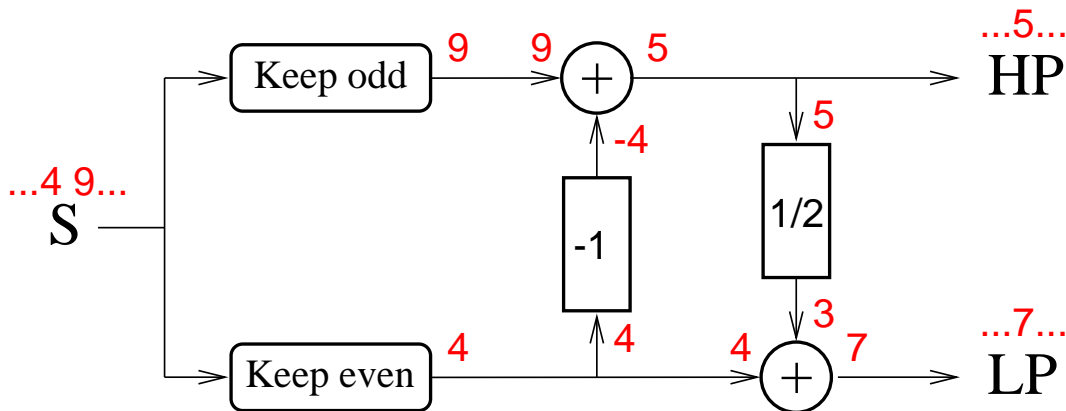 ...5...
9 9 5
Keep odd + HP
-4 5
...4 9...
S
-1 1/2
3 ...7...
4 4 4 7
Keep even + LP